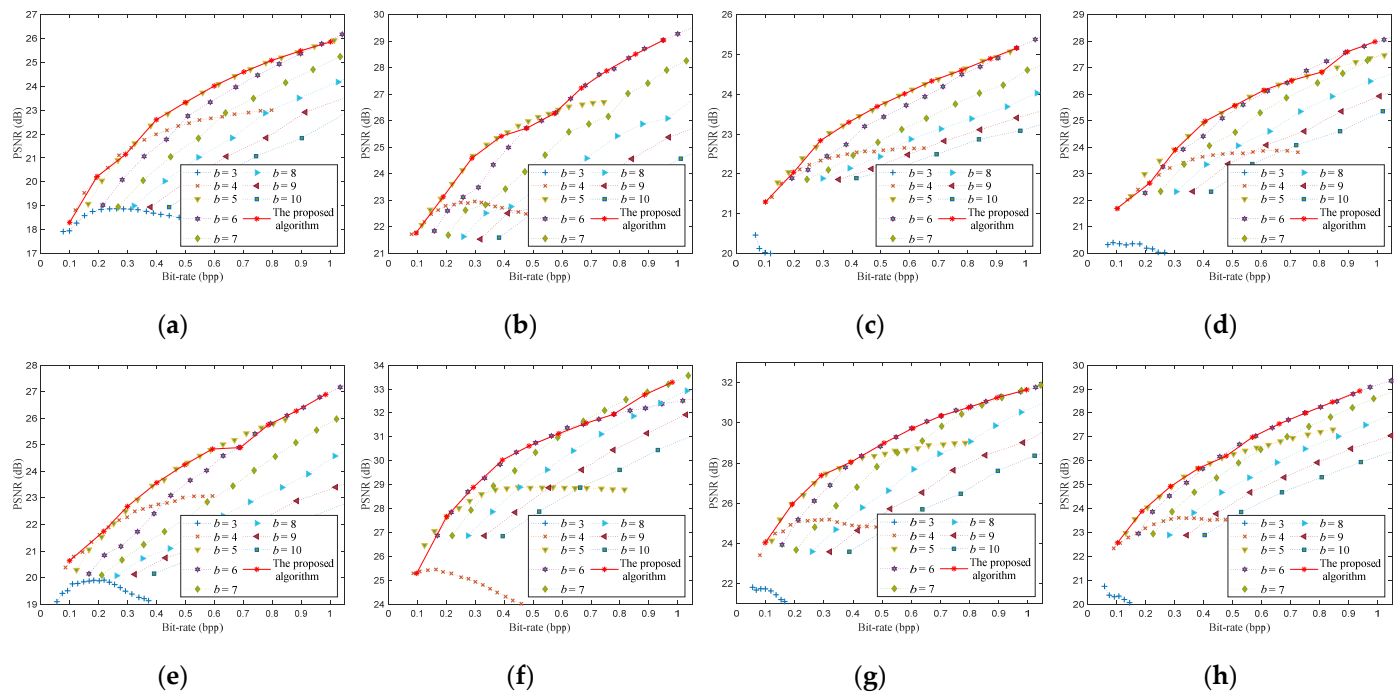 PSNR (dB)
27
26
25
24
23
22
21
20
19
18
17
b = 3 b = 8
b = 4 b = 9
b = 5 b = 10
b = 6 The proposed
algorithm
b = 7
0 0.1 0.2 0.3 0.4 0.5 0.6 0.7 0.8 0.9 1
Bit-rate (bpp)
(a)
PSNR (dB)
30
29
28
27
26
25
24
23
22
21
b = 3 b = 8
b = 4 b = 9
b = 5 b = 10
b = 6 The proposed
algorithm
b = 7
0 0.1 0.2 0.3 0.4 0.5 0.6 0.7 0.8 0.9 1
Bit-rate (bpp)
(b)
PSNR (dB)
26
25
24
23
22
21
20
b = 3 b = 8
b = 4 b = 9
b = 5 b = 10
b = 6 The proposed
algorithm
b = 7
0 0.1 0.2 0.3 0.4 0.5 0.6 0.7 0.8 0.9 1
Bit-rate (bpp)
(c)
PSNR (dB)
29
28
27
26
25
24
23
22
21
20
b = 3 b = 8
b = 4 b = 9
b = 5 b = 10
b = 6 The proposed
algorithm
b = 7
0 0.1 0.2 0.3 0.4 0.5 0.6 0.7 0.8 0.9 1
Bit-rate (bpp)
(d)
PSNR (dB)
28
27
26
25
24
23
22
21
20
19
b = 3 b = 8
b = 4 b = 9
b = 5 b = 10
b = 6 The proposed
algorithm
b = 7
0 0.1 0.2 0.3 0.4 0.5 0.6 0.7 0.8 0.9 1
Bit-rate (bpp)
(e)
PSNR (dB)
34
33
32
31
30
29
28
27
26
25
24
b = 3 b = 8
b = 4 b = 9
b = 5 b = 10
b = 6 The proposed
algorithm
b = 7
0 0.1 0.2 0.3 0.4 0.5 0.6 0.7 0.8 0.9 1
Bit-rate (bpp)
(f)
PSNR (dB)
32
30
28
26
24
22
b = 3 b = 8
b = 4 b = 9
b = 5 b = 10
b = 6 The proposed
algorithm
b = 7
0 0.1 0.2 0.3 0.4 0.5 0.6 0.7 0.8 0.9 1
Bit-rate (bpp)
(g)
PSNR (dB)
30
29
28
27
26
25
24
23
22
21
20
b = 3 b = 8
b = 4 b = 9
b = 5 b = 10
b = 6 The proposed
algorithm
b = 7
0 0.1 0.2 0.3 0.4 0.5 0.6 0.7 0.8 0.9 1
Bit-rate (bpp)
(h)